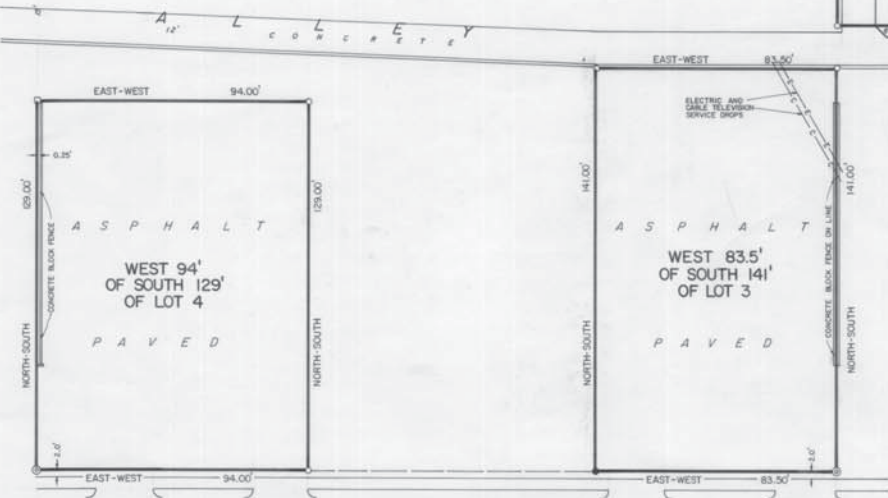 ALLEY
12'
CONCRETE
EAST-WEST 94.00'
0.25'
129.00'
129.00'
CONCRETE BLOCK FENCE
ASPHALT
WEST 94'
OF SOUTH 129'
OF LOT 4
PAVED
NORTH-SOUTH
NORTH-SOUTH
2.0'
EAST-WEST 94.00'
EAST-WEST 83.50'
ELECTRIC AND
CABLE TELEVISION
SERVICE DROPS
141.00'
141.00'
CONCRETE BLOCK FENCE ON LINE
ASPHALT
WEST 83.5'
OF SOUTH 141'
OF LOT 3
PAVED
NORTH-SOUTH
NORTH-SOUTH
2.0'
EAST-WEST 83.50'